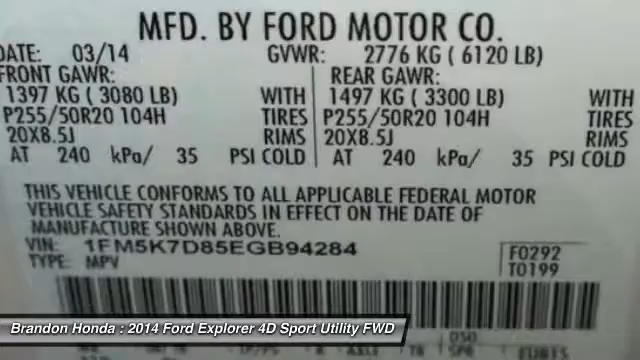 MFD. BY FORD MOTOR CO.
DATE: 03/14 GVWR: 2776 KG ( 6120 LB)
FRONT GAWR: REAR GAWR:
1397 KG ( 3080 LB) WITH 1497 KG ( 3300 LB) WITH
P255/50R20 104H TIRES P255/50R20 104H TIRES
20X8.5J RIMS 20X8.5J RIMS
AT 240 kPa/ 35 PSI COLD AT 240 kPa/ 35 PSI COLD
THIS VEHICLE CONFORMS TO ALL APPLICABLE FEDERAL MOTOR
VEHICLE SAFETY STANDARDS IN EFFECT ON THE DATE OF
MANUFACTURE SHOWN ABOVE.
VIN: 1FM5K7D85EGB94284 F0292
TYPE: MPV T0199
Brandon Honda : 2014 Ford Explorer 4D Sport Utility FWD